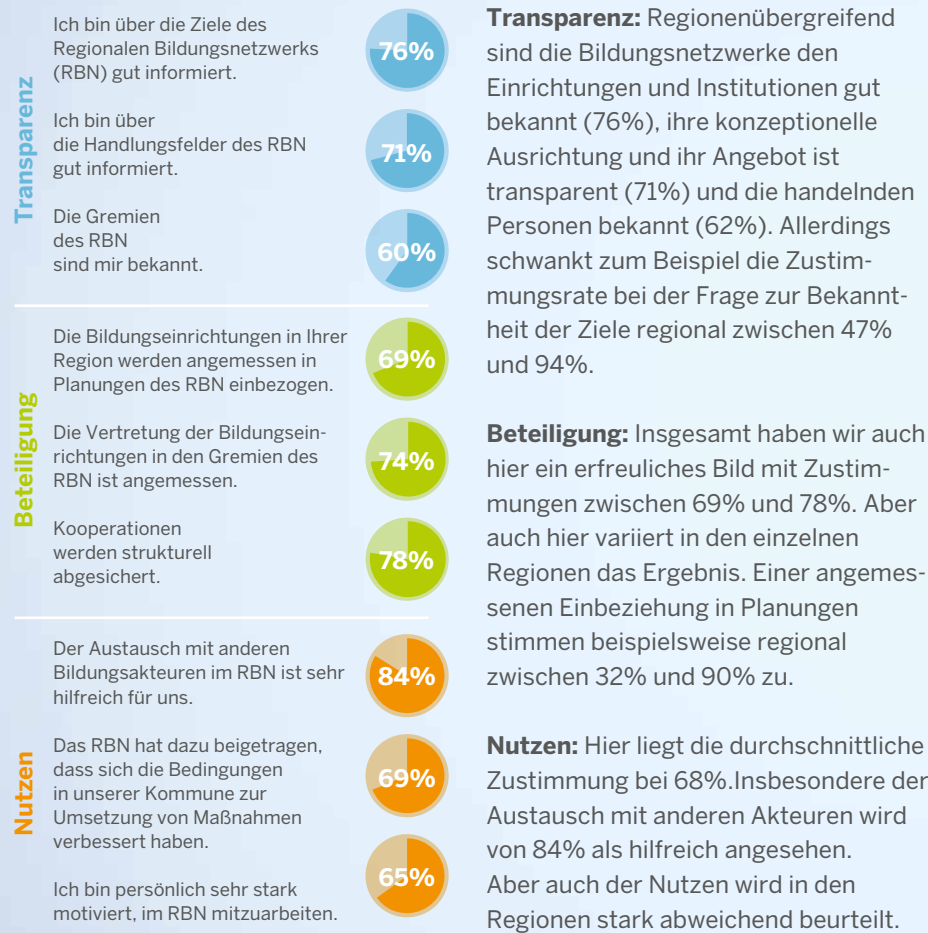 Transparenz
Ich bin über die Ziele des
Regionalen Bildungsnetzwerks
(RBN) gut informiert.
76%
Ich bin über
die Handlungsfelder des RBN
gut informiert.
71%
Die Gremien
des RBN
sind mir bekannt.
60%
Beteiligung
Die Bildungseinrichtungen in Ihrer
Region werden angemessen in
Planungen des RBN einbezogen.
69%
Die Vertretung der Bildungsein-
richtungen in den Gremien des
RBN ist angemessen.
74%
Kooperationen
werden strukturell
abgesichert.
78%
Nutzen
Der Austausch mit anderen
Bildungsakteuren im RBN ist sehr
hilfreich für uns.
84%
Das RBN hat dazu beigetragen,
dass sich die Bedingungen
in unserer Kommune zur
Umsetzung von Maßnahmen
verbessert haben.
69%
Ich bin persönlich sehr stark
motiviert, im RBN mitzuarbeiten.
65%
Transparenz: Regionenübergreifend
sind die Bildungsnetzwerke den
Einrichtungen und Institutionen gut
bekannt (76%), ihre konzeptionelle
Ausrichtung und ihr Angebot ist
transparent (71%) und die handelnden
Personen bekannt (62%). Allerdings
schwankt zum Beispiel die Zustim-
mungsrate bei der Frage zur Bekannt-
heit der Ziele regional zwischen 47%
und 94%.
Beteiligung: Insgesamt haben wir auch
hier ein erfreuliches Bild mit Zustim-
mungen zwischen 69% und 78%. Aber
auch hier variiert in den einzelnen
Regionen das Ergebnis. Einer angemes-
senen Einbeziehung in Planungen
stimmen beispielsweise regional
zwischen 32% und 90% zu.
Nutzen: Hier liegt die durchschnittliche
Zustimmung bei 68%.Insbesondere der
Austausch mit anderen Akteuren wird
von 84% als hilfreich angesehen.
Aber auch der Nutzen wird in den
Regionen stark abweichend beurteilt.